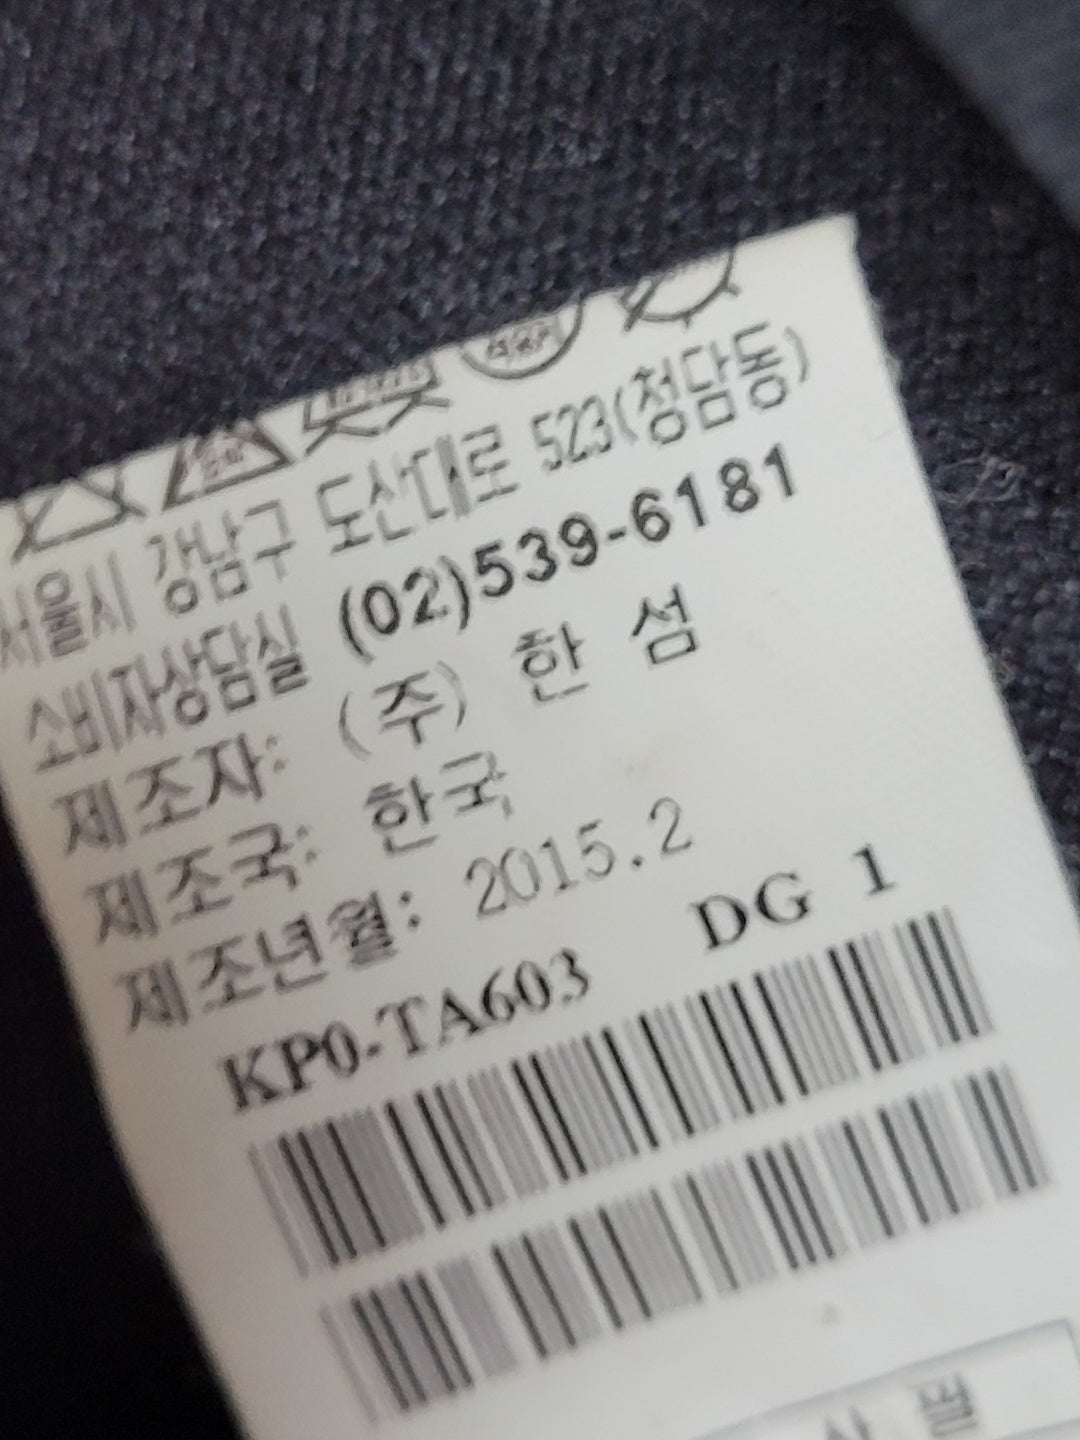 서울시 강남구 도산대로 523(청담동)
소비자상담실 (02)539-6181
제조자: (주) 한 섬
제조국: 한국
제조년월: 2015.2
KP0-TA603 DG 1